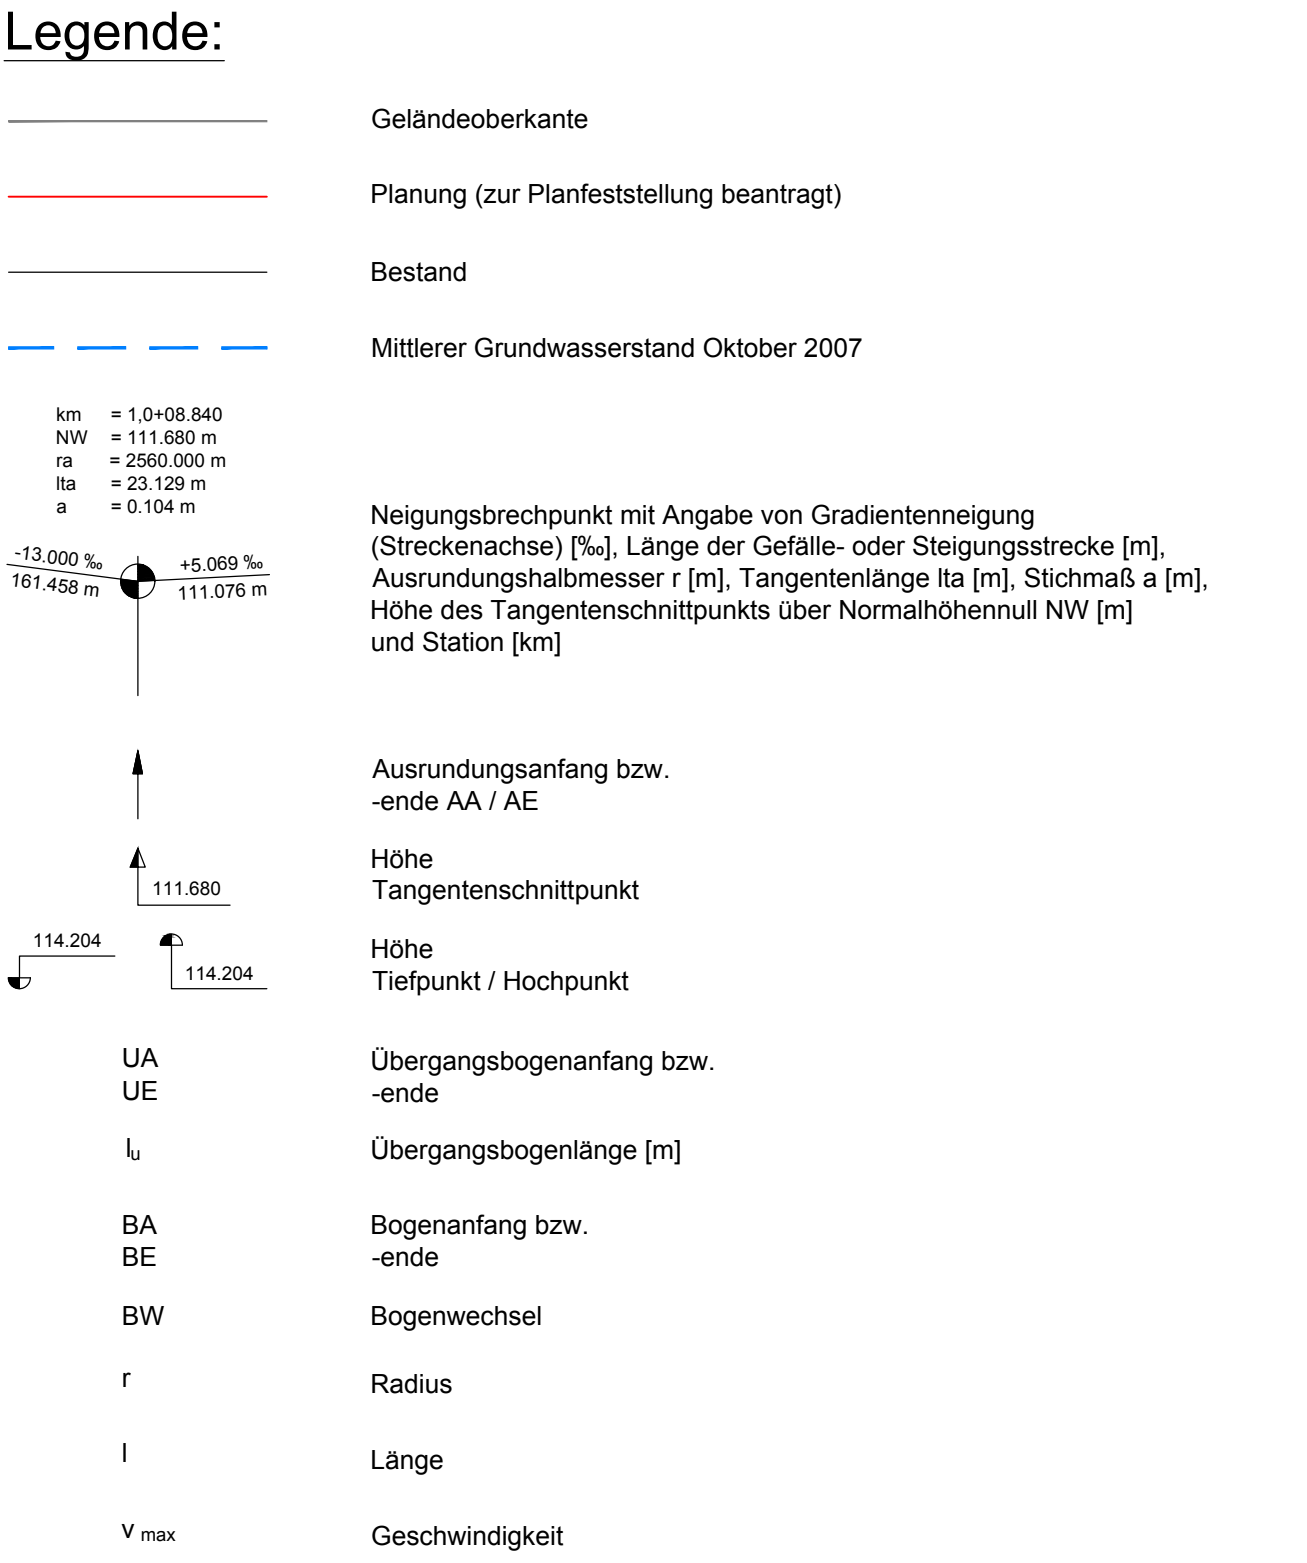 Legende:
Geländeoberkante
Planung (zur Planfeststellung beantragt)
Bestand
Mittlerer Grundwasserstand Oktober 2007
km = 1,0+08.840
NW = 111.680 m
ra = 2560.000 m
lta = 23.129 m
a = 0.104 m
-13.000 ‰
161.458 m
+5.069 ‰
111.076 m
Neigungsbrechpunkt mit Angabe von Gradientenneigung
(Streckenachse) [‰], Länge der Gefälle- oder Steigungsstrecke [m],
Ausrundungshalbmesser r [m], Tangentenlänge lta [m], Stichmaß a [m],
Höhe des Tangentenschnittpunkts über Normalhöhennull NW [m]
und Station [km]
Ausrundungsanfang bzw.
-ende AA / AE
111.680
Höhe
Tangentenschnittpunkt
114.204
114.204
Höhe
Tiefpunkt / Hochpunkt
UA Übergangsbogenanfang bzw.
UE -ende
lu Übergangsbogenlänge [m]
BA Bogenanfang bzw.
BE -ende
BW Bogenwechsel
r Radius
l Länge
v max Geschwindigkeit